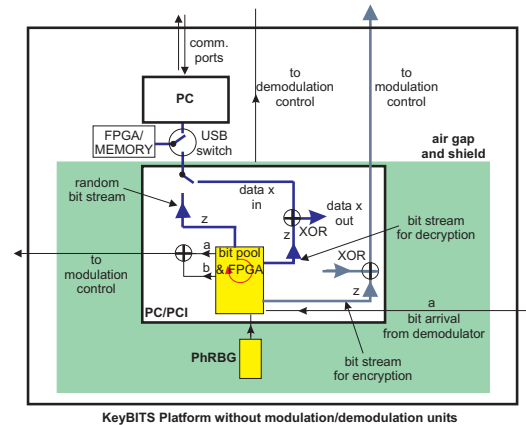 comm.
ports
to
demodulation
control
to
modulation
control
PC
FPGA/
MEMORY
USB
switch
air gap
and shield
random
bit stream
data x
in
data x
out
z
XOR
z
bit stream
for decryption
to
modulation
control
a
b
bit pool
& FPGA
XOR
z
a
bit arrival
from demodulator
PC/PCI
PhRBG
bit stream
for encryption
KeyBITS Platform without modulation/demodulation units